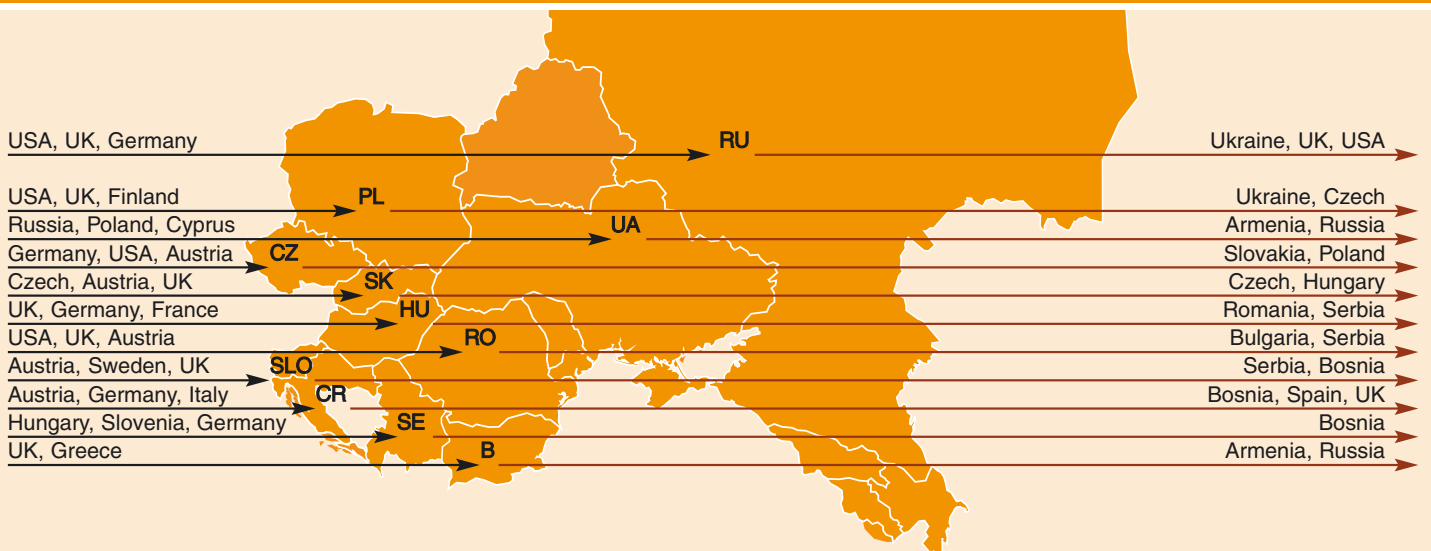 USA, UK, Germany RU Ukraine, UK, USA
USA, UK, Finland PL Ukraine, Czech
Russia, Poland, Cyprus UA Armenia, Russia
Germany, USA, Austria CZ Slovakia, Poland
Czech, Austria, UK SK Czech, Hungary
UK, Germany, France HU Romania, Serbia
USA, UK, Austria RO Bulgaria, Serbia
Austria, Sweden, UK SLO Serbia, Bosnia
Austria, Germany, Italy CR Bosnia, Spain, UK
Hungary, Slovenia, Germany SE Bosnia
UK, Greece B Armenia, Russia